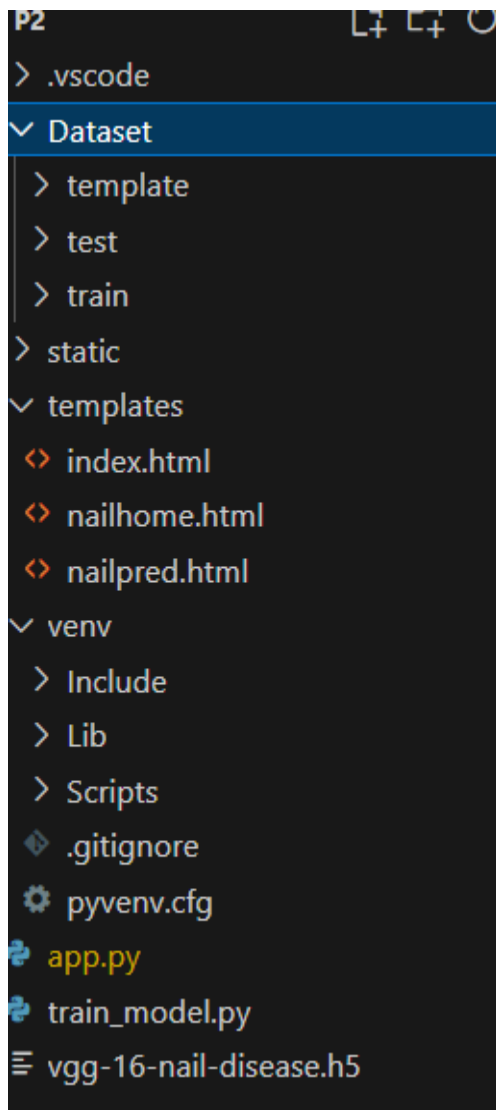 P2
.vscode
Dataset
template
test
train
static
templates
index.html
nailhome.html
nailpred.html
venv
Include
Lib
Scripts
.gitignore
pyvenv.cfg
app.py
train_model.py
vgg-16-nail-disease.h5